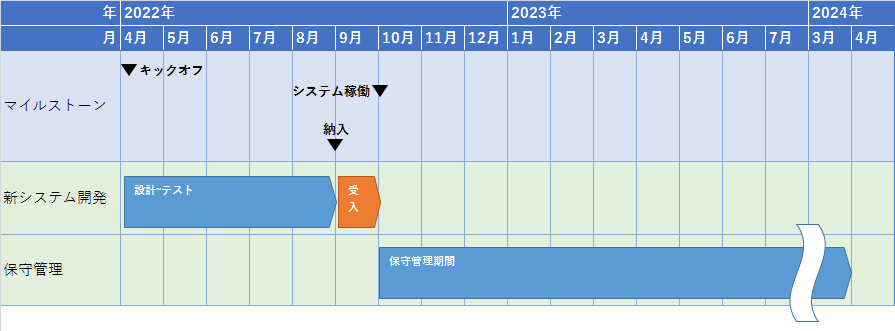 年 2022年 2023年 2024年
月 4月 5月 6月 7月 8月 9月 10月 11月 12月 1月 2月 3月 4月 5月 6月 7月 3月 4月
キックオフ
システム稼働
マイルストーン
納入
新システム開発
設計~テスト
受
入
保守管理
保守管理期間